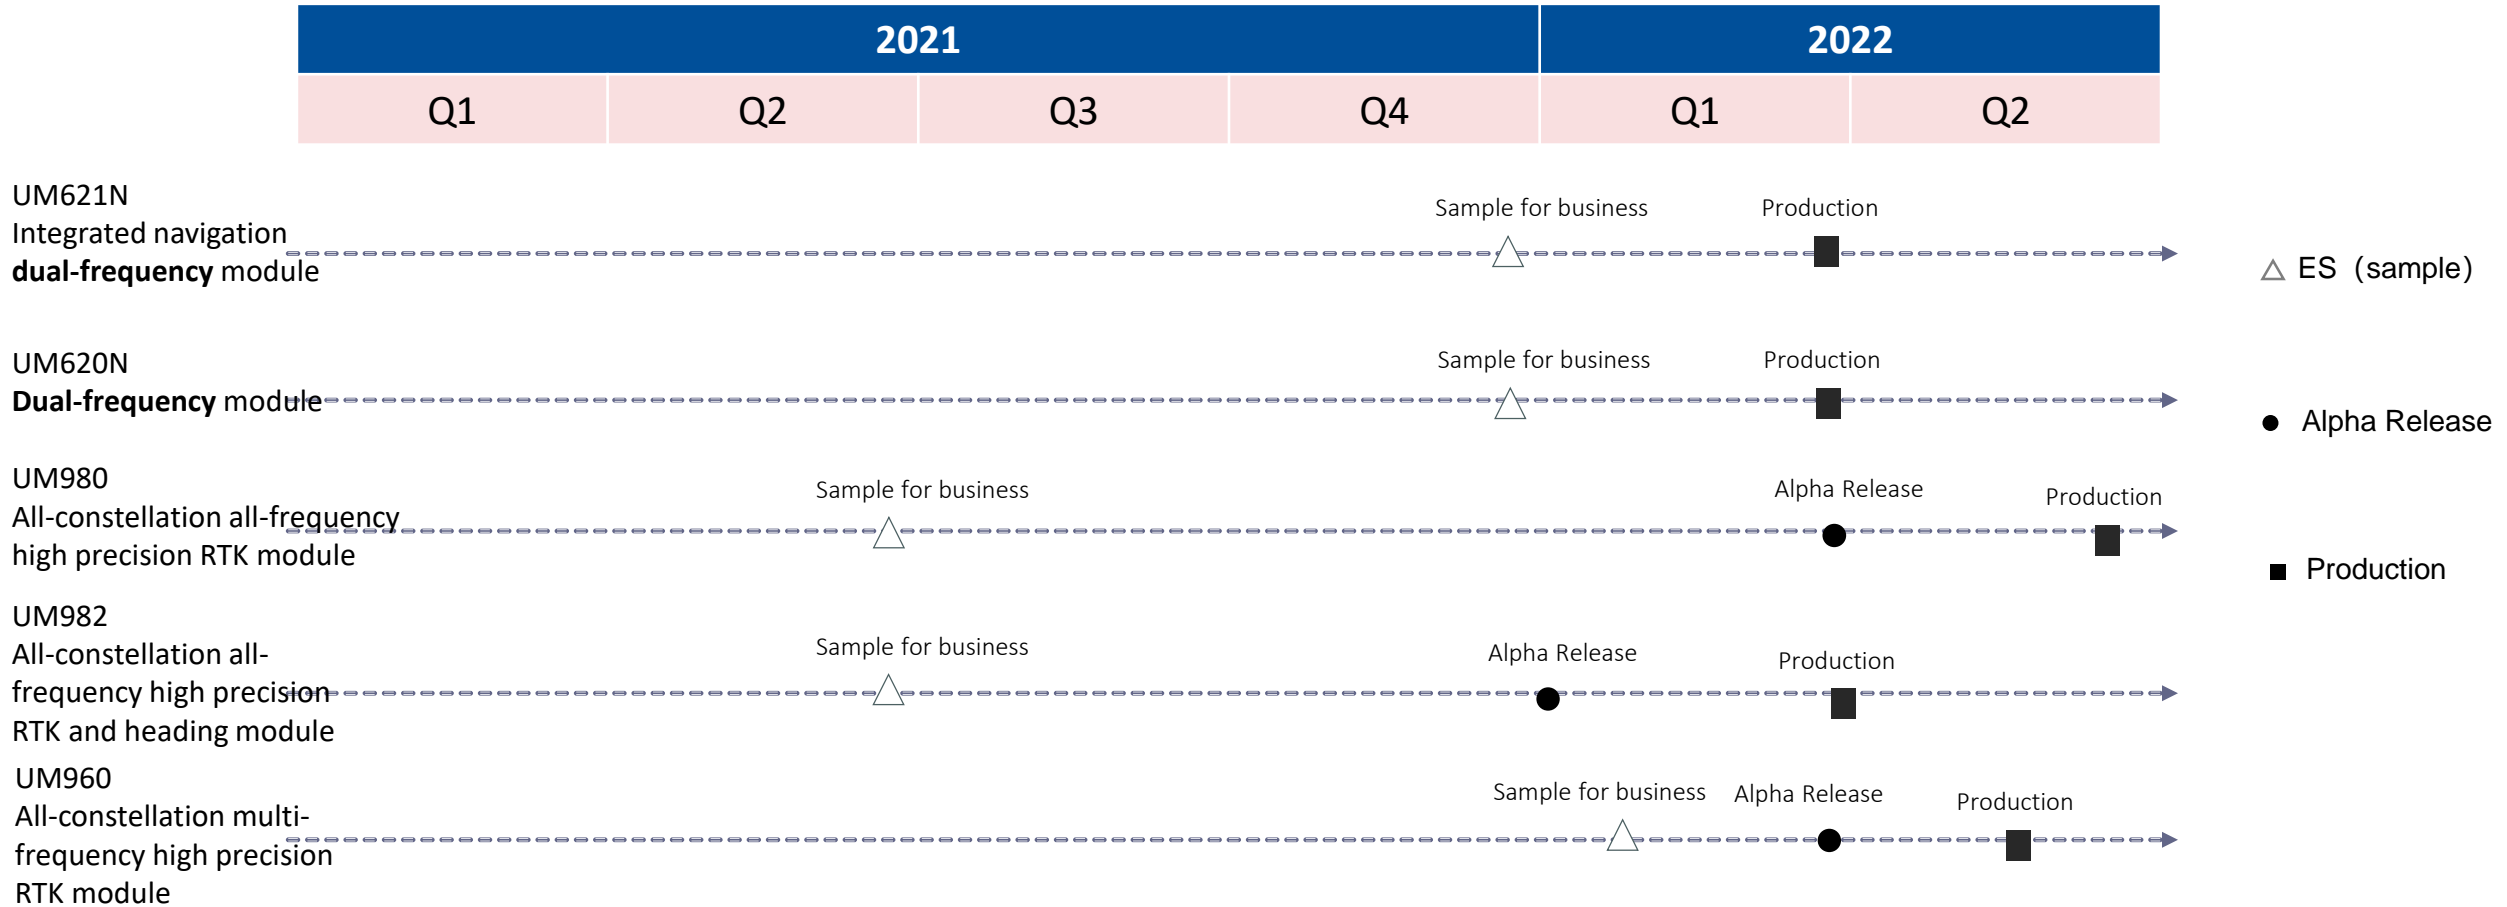 2021
2022
Q1
Q2
Q3
Q4
Q1
Q2
UM621N
Integrated navigation
dual-frequency module
Sample for business
Production
UM620N
Dual-frequency module
Sample for business
Production
UM980
All-constellation all-frequency
high precision RTK module
Sample for business
Alpha Release
Production
UM982
All-constellation all-
frequency high precision
RTK and heading module
Sample for business
Alpha Release
Production
UM960
All-constellation multi-
frequency high precision
RTK module
Sample for business
Alpha Release
Production
ES（sample）
Alpha Release
Production